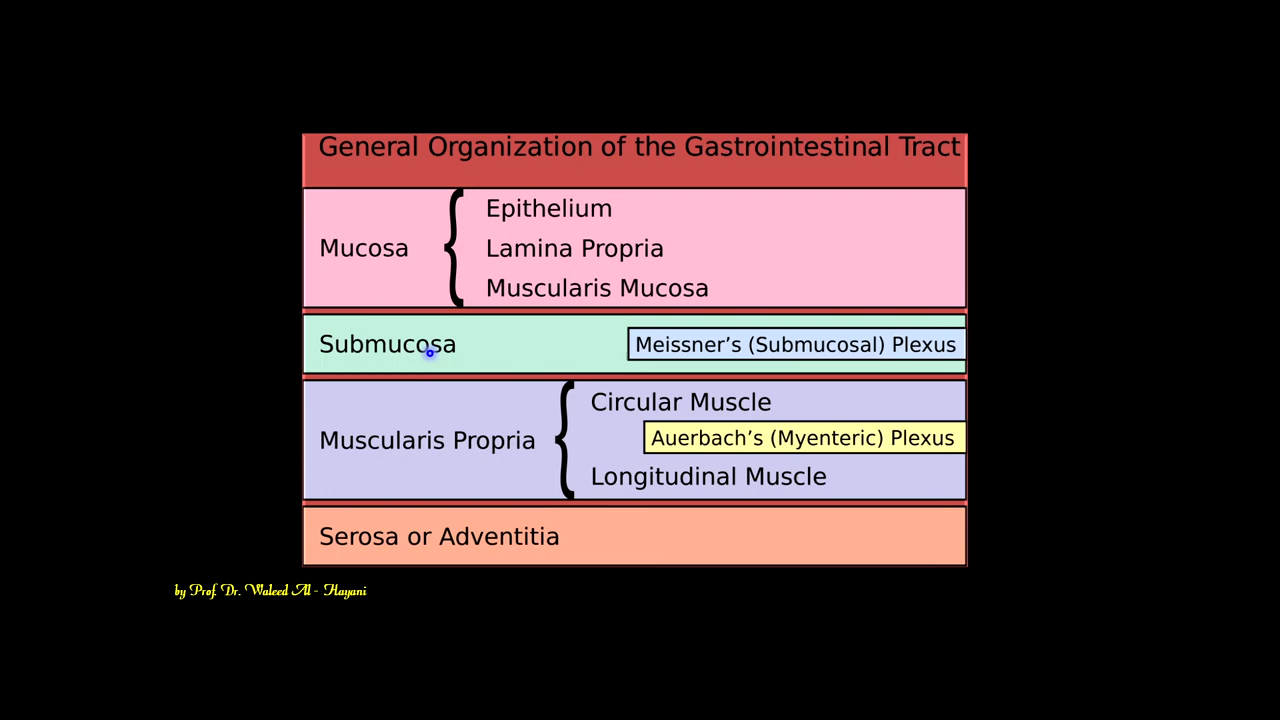 General Organization of the Gastrointestinal Tract
Epithelium
Mucosa
Lamina Propria
Muscularis Mucosa
Submucosa
Meissner’s (Submucosal) Plexus
Circular Muscle
Auerbach’s (Myenteric) Plexus
Muscularis Propria
Longitudinal Muscle
Serosa or Adventitia
by Prof. Dr. Waleed Al - Hayani